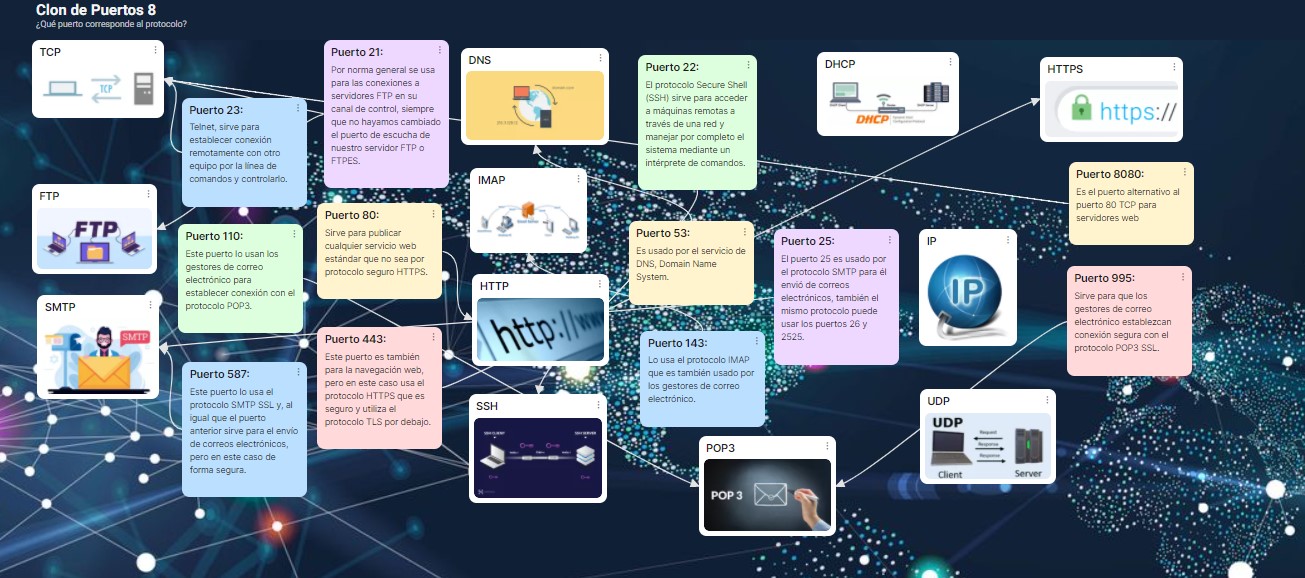 Clon de Puertos 8
¿Qué puerto corresponde al protocolo?
TCP
TCP
Puerto 23:
Telnet, sirve para
establecer conexión
remotamente con otro
equipo por la línea de
comandos y controlarlo.
Puerto 21:
Por norma general se usa
para las conexiones a
servidores FTP en su
canal de control, siempre
que no hayamos cambiado
el puerto de escucha de
nuestro servidor FTP o
FTPES.
DNS
Puerto 22:
El protocolo Secure Shell
(SSH) sirve para acceder
a máquinas remotas a
través de una red y
manejar por completo el
sistema mediante un
intérprete de comandos.
DHCP
DHCP
HTTPS
https://
FTP
FTP
Puerto 110:
Este puerto lo usan los
gestores de correo
electrónico para
establecer conexión con el
protocolo POP3.
Puerto 80:
Sirve para publicar
cualquier servicio web
estándar que no sea por
protocolo seguro HTTPS.
IMAP
Puerto 53:
Es usado por el servicio de
DNS, Domain Name
System.
Puerto 25:
El puerto 25 es usado por
el protocolo SMTP para él
envió de correos
electrónicos, también el
mismo protocolo puede
usar los puertos 26 y
2525.
IP
IP
Puerto 8080:
Es el puerto alternativo al
puerto 80 TCP para
servidores web
Puerto 995:
Sirve para que los
gestores de correo
electrónico establezcan
conexión segura con el
protocolo POP3 SSL.
SMTP
SMTP
Puerto 587:
Este puerto lo usa el
protocolo SMTP SSL y, al
igual que el puerto
anterior sirve para el envío
de correos electrónicos,
pero en este caso de
forma segura.
Puerto 443:
Este puerto es también
para la navegación web,
pero en este caso usa el
protocolo HTTPS que es
seguro y utiliza el
protocolo TLS por debajo.
HTTP
http://www
Puerto 143:
Lo usa el protocolo IMAP
que es también usado por
los gestores de correo
electrónico.
SSH
SSH CLIENT
SSH SERVER
POP3
POP 3
UDP
UDP
Request
Response
Response
Client
Server